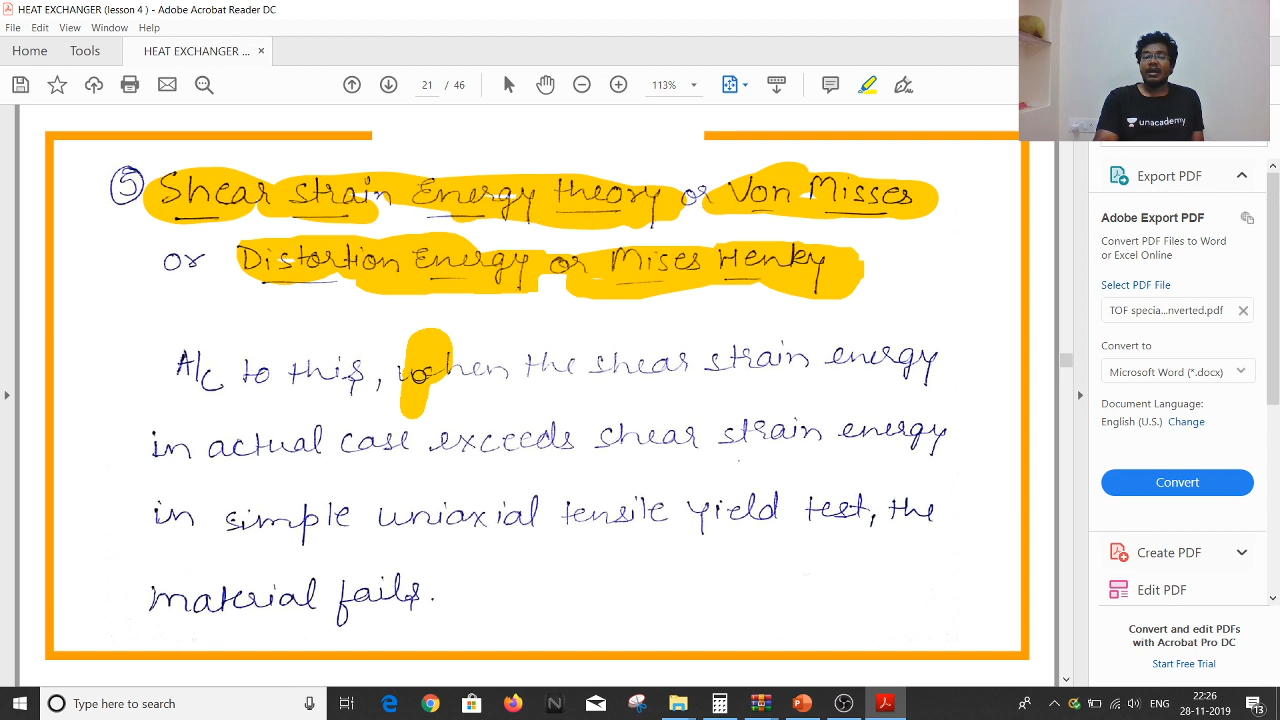 HEAT EXCHANGER (lesson 4 ) - Adobe Acrobat Reader DC
File Edit View Window Help
Home Tools HEAT EXCHANGER ... ×
21 / 46 113%
unacademy
5 Shear strain Energy theory or Von Misses
or Distortion Energy or Mises Henky
A/c to this, when the shear strain energy
in actual case exceeds shear strain energy
in simple uniaxial tensile yield test, the
material fails.
Export PDF
Adobe Export PDF
Convert PDF Files to Word
or Excel Online
Select PDF File
TOF specia...nverted.pdf
Convert to
Microsoft Word (*.docx)
Document Language:
English (U.S.) Change
Convert
Create PDF
Edit PDF
Convert and edit PDFs
with Acrobat Pro DC
Start Free Trial
Type here to search
ENG
22:26
28-11-2019
13